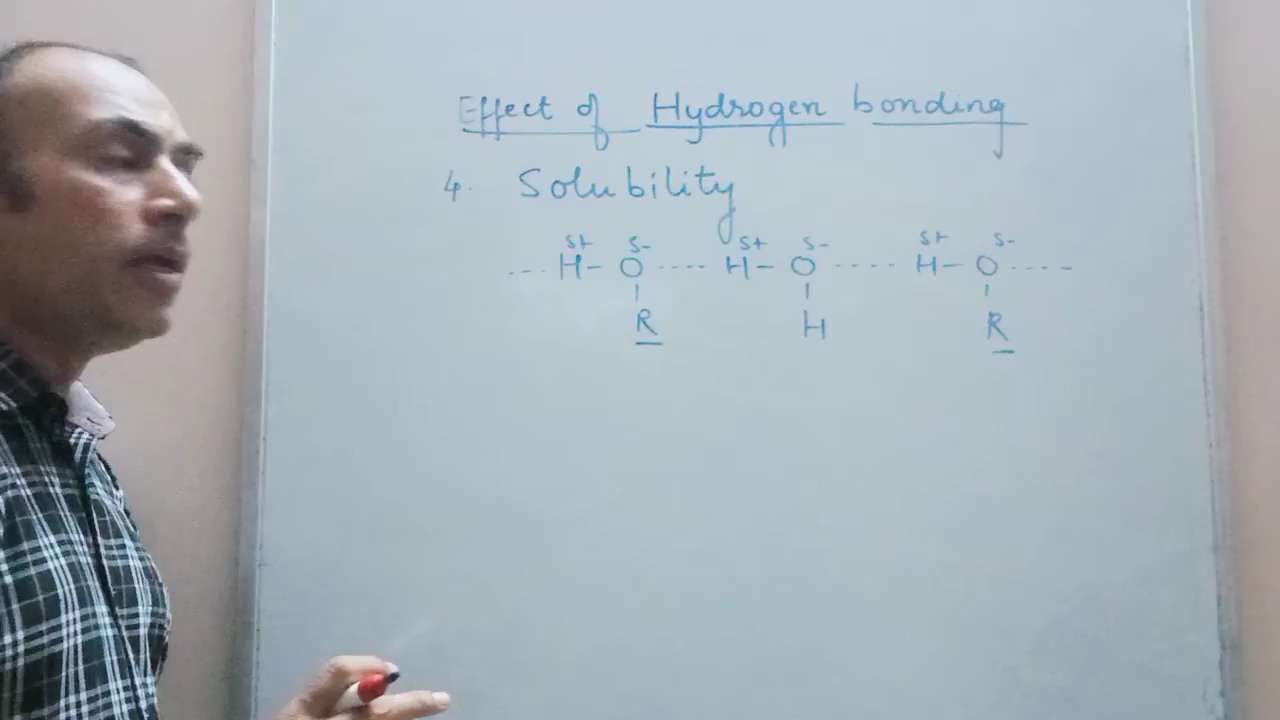 Effect of Hydrogen bonding
4. Solubility
δ+ δ- δ+ δ- δ+ δ-
---H-O----H-O----H-O----
R H R